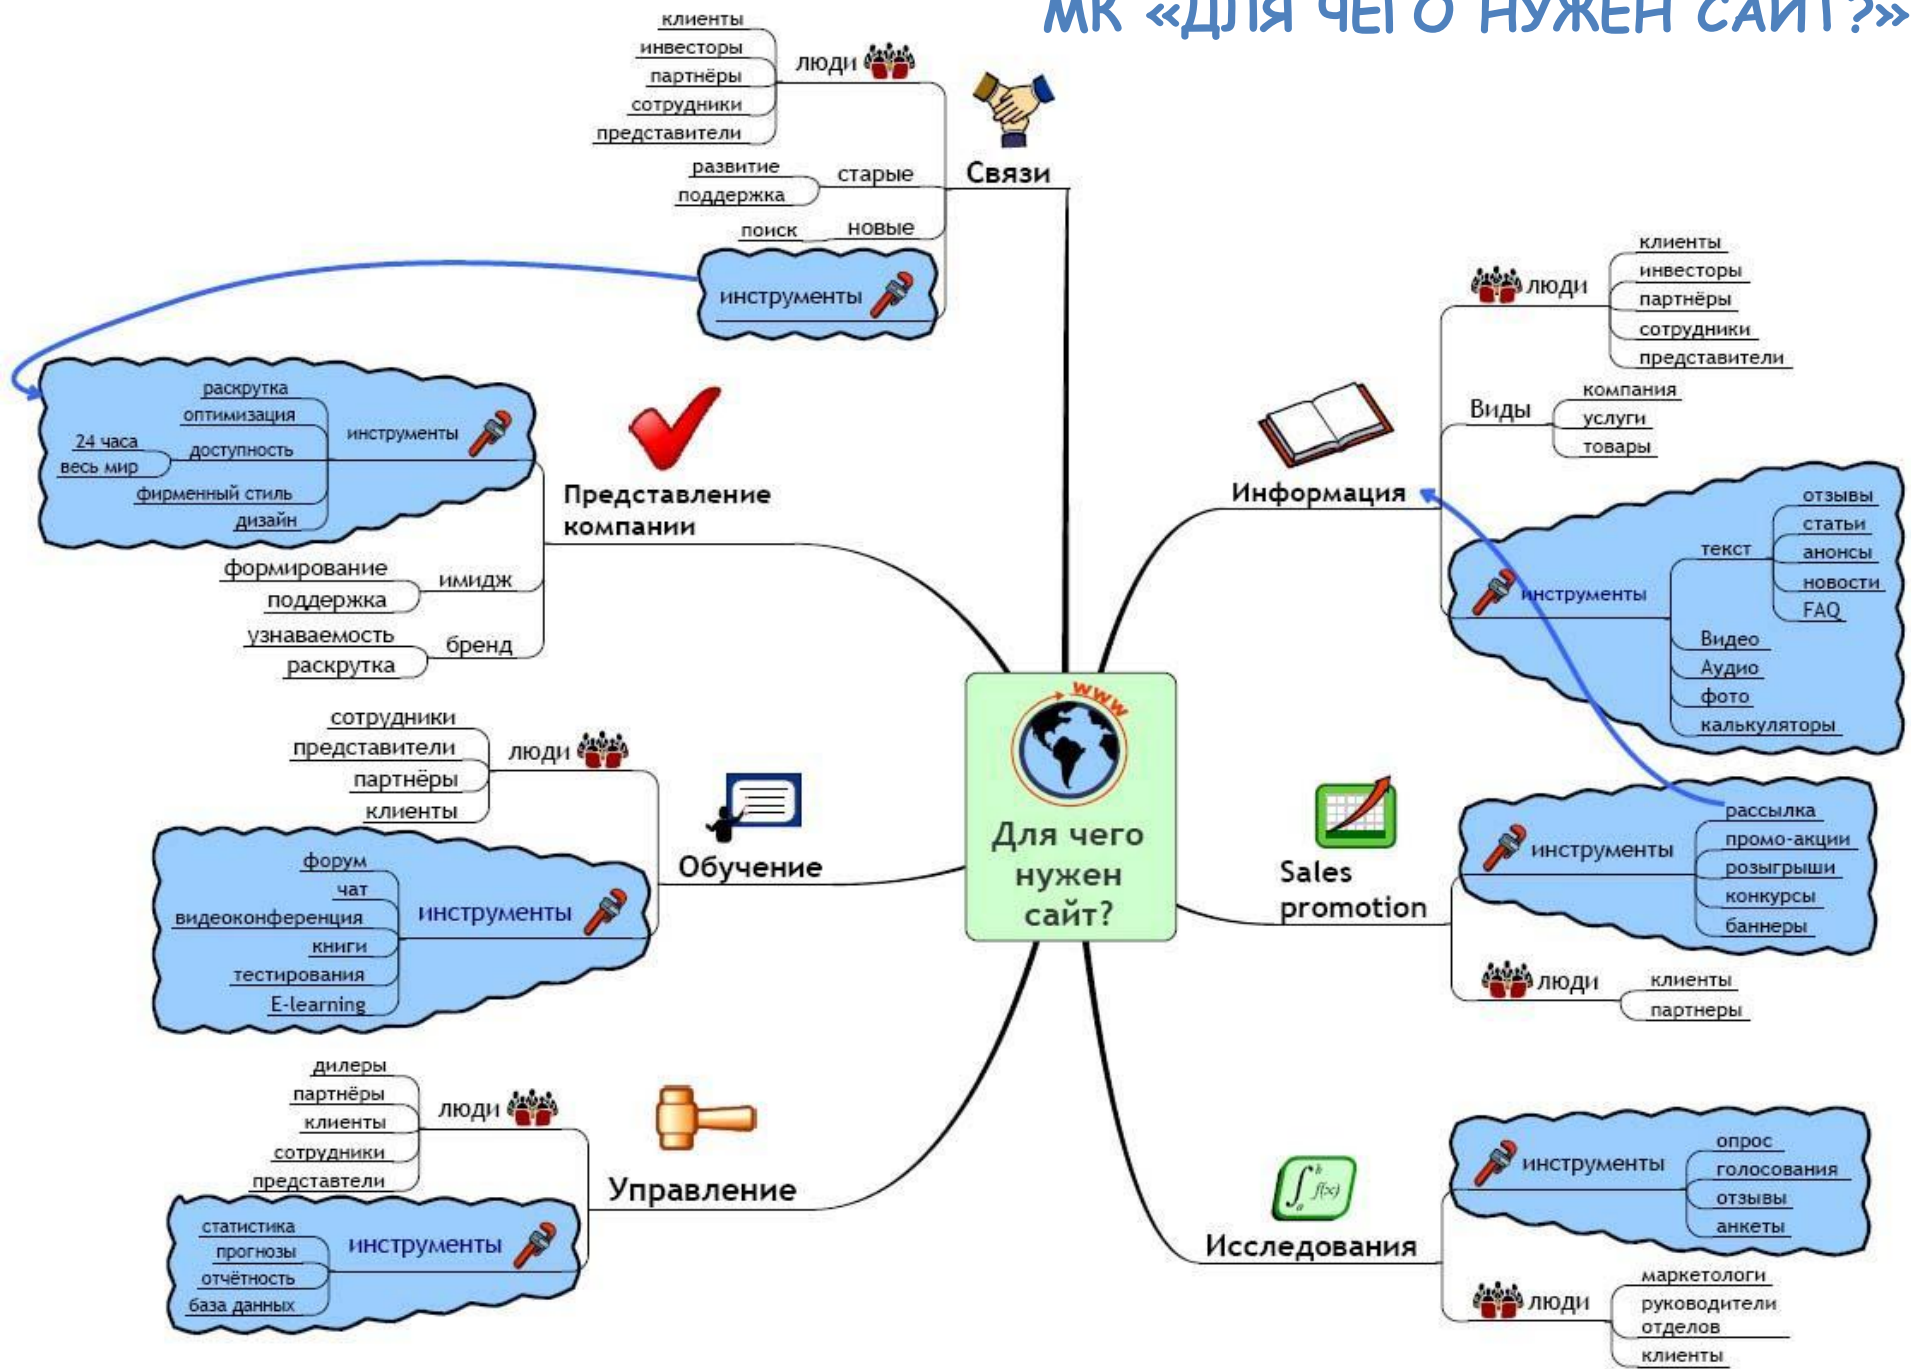 МК «ДЛЯ ЧЕГО НУЖЕН САЙТ?»
www
Для чего
нужен
сайт?
Связи
люди
клиенты
инвесторы
партнёры
сотрудники
представители
старые
развитие
поддержка
новые
поиск
инструменты
Информация
люди
клиенты
инвесторы
партнёры
сотрудники
представители
Виды
компания
услуги
товары
инструменты
текст
отзывы
статьи
анонсы
новости
FAQ
Видео
Аудио
фото
калькуляторы
Sales
promotion
инструменты
рассылка
промо-акции
розыгрыши
конкурсы
баннеры
люди
клиенты
партнеры
Исследования
∫ab f(x)
инструменты
опрос
голосования
отзывы
анкеты
люди
маркетологи
руководители
отделов
клиенты
Представление
компании
инструменты
раскрутка
оптимизация
доступность
24 часа
весь мир
фирменный стиль
дизайн
имидж
формирование
поддержка
бренд
узнаваемость
раскрутка
Обучение
люди
сотрудники
представители
партнёры
клиенты
инструменты
форум
чат
видеоконференция
книги
тестирования
E-learning
Управление
люди
дилеры
партнёры
клиенты
сотрудники
представтели
инструменты
статистика
прогнозы
отчётность
база данных